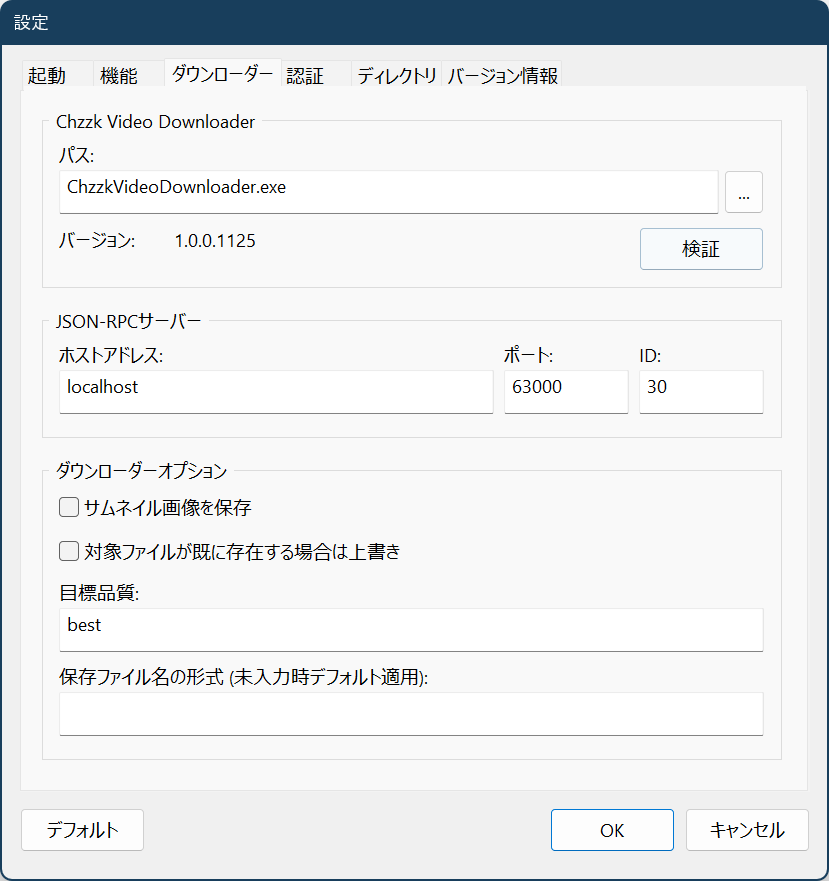 設定
起動 機能 ダウンローダー 認証 ディレクトリ バージョン情報
Chzzk Video Downloader
パス:
ChzzkVideoDownloader.exe ...
バージョン: 1.0.0.1125 検証
JSON-RPCサーバー
ホストアドレス: ポート: ID:
localhost 63000 30
ダウンローダーオプション
サムネイル画像を保存
対象ファイルが既に存在する場合は上書き
目標品質:
best
保存ファイル名の形式 (未入力時デフォルト適用):
デフォルト OK キャンセル